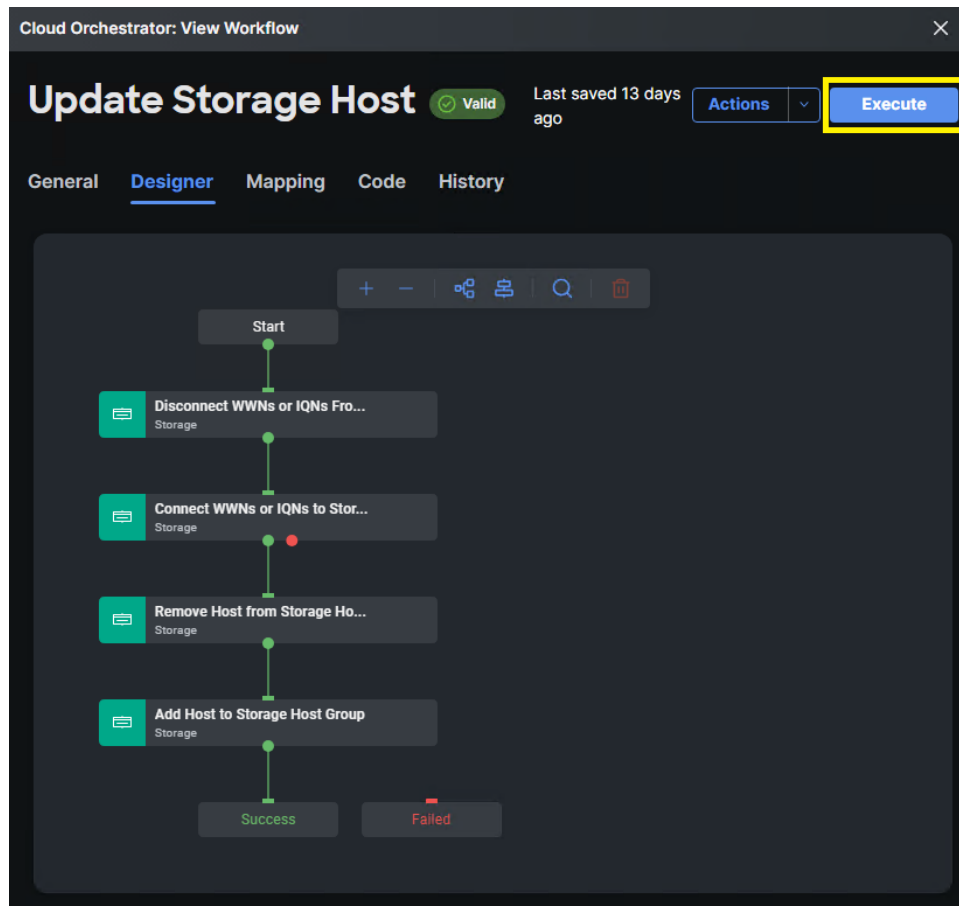 Cloud Orchestrator: View Workflow
Update Storage Host
Valid
Last saved 13 days
ago
Actions
Execute
General
Designer
Mapping
Code
History
Start
Disconnect WWNs or IQNs Fro...
Storage
Connect WWNs or IQNs to Stor...
Storage
Remove Host from Storage Ho...
Storage
Add Host to Storage Host Group
Storage
Success
Failed